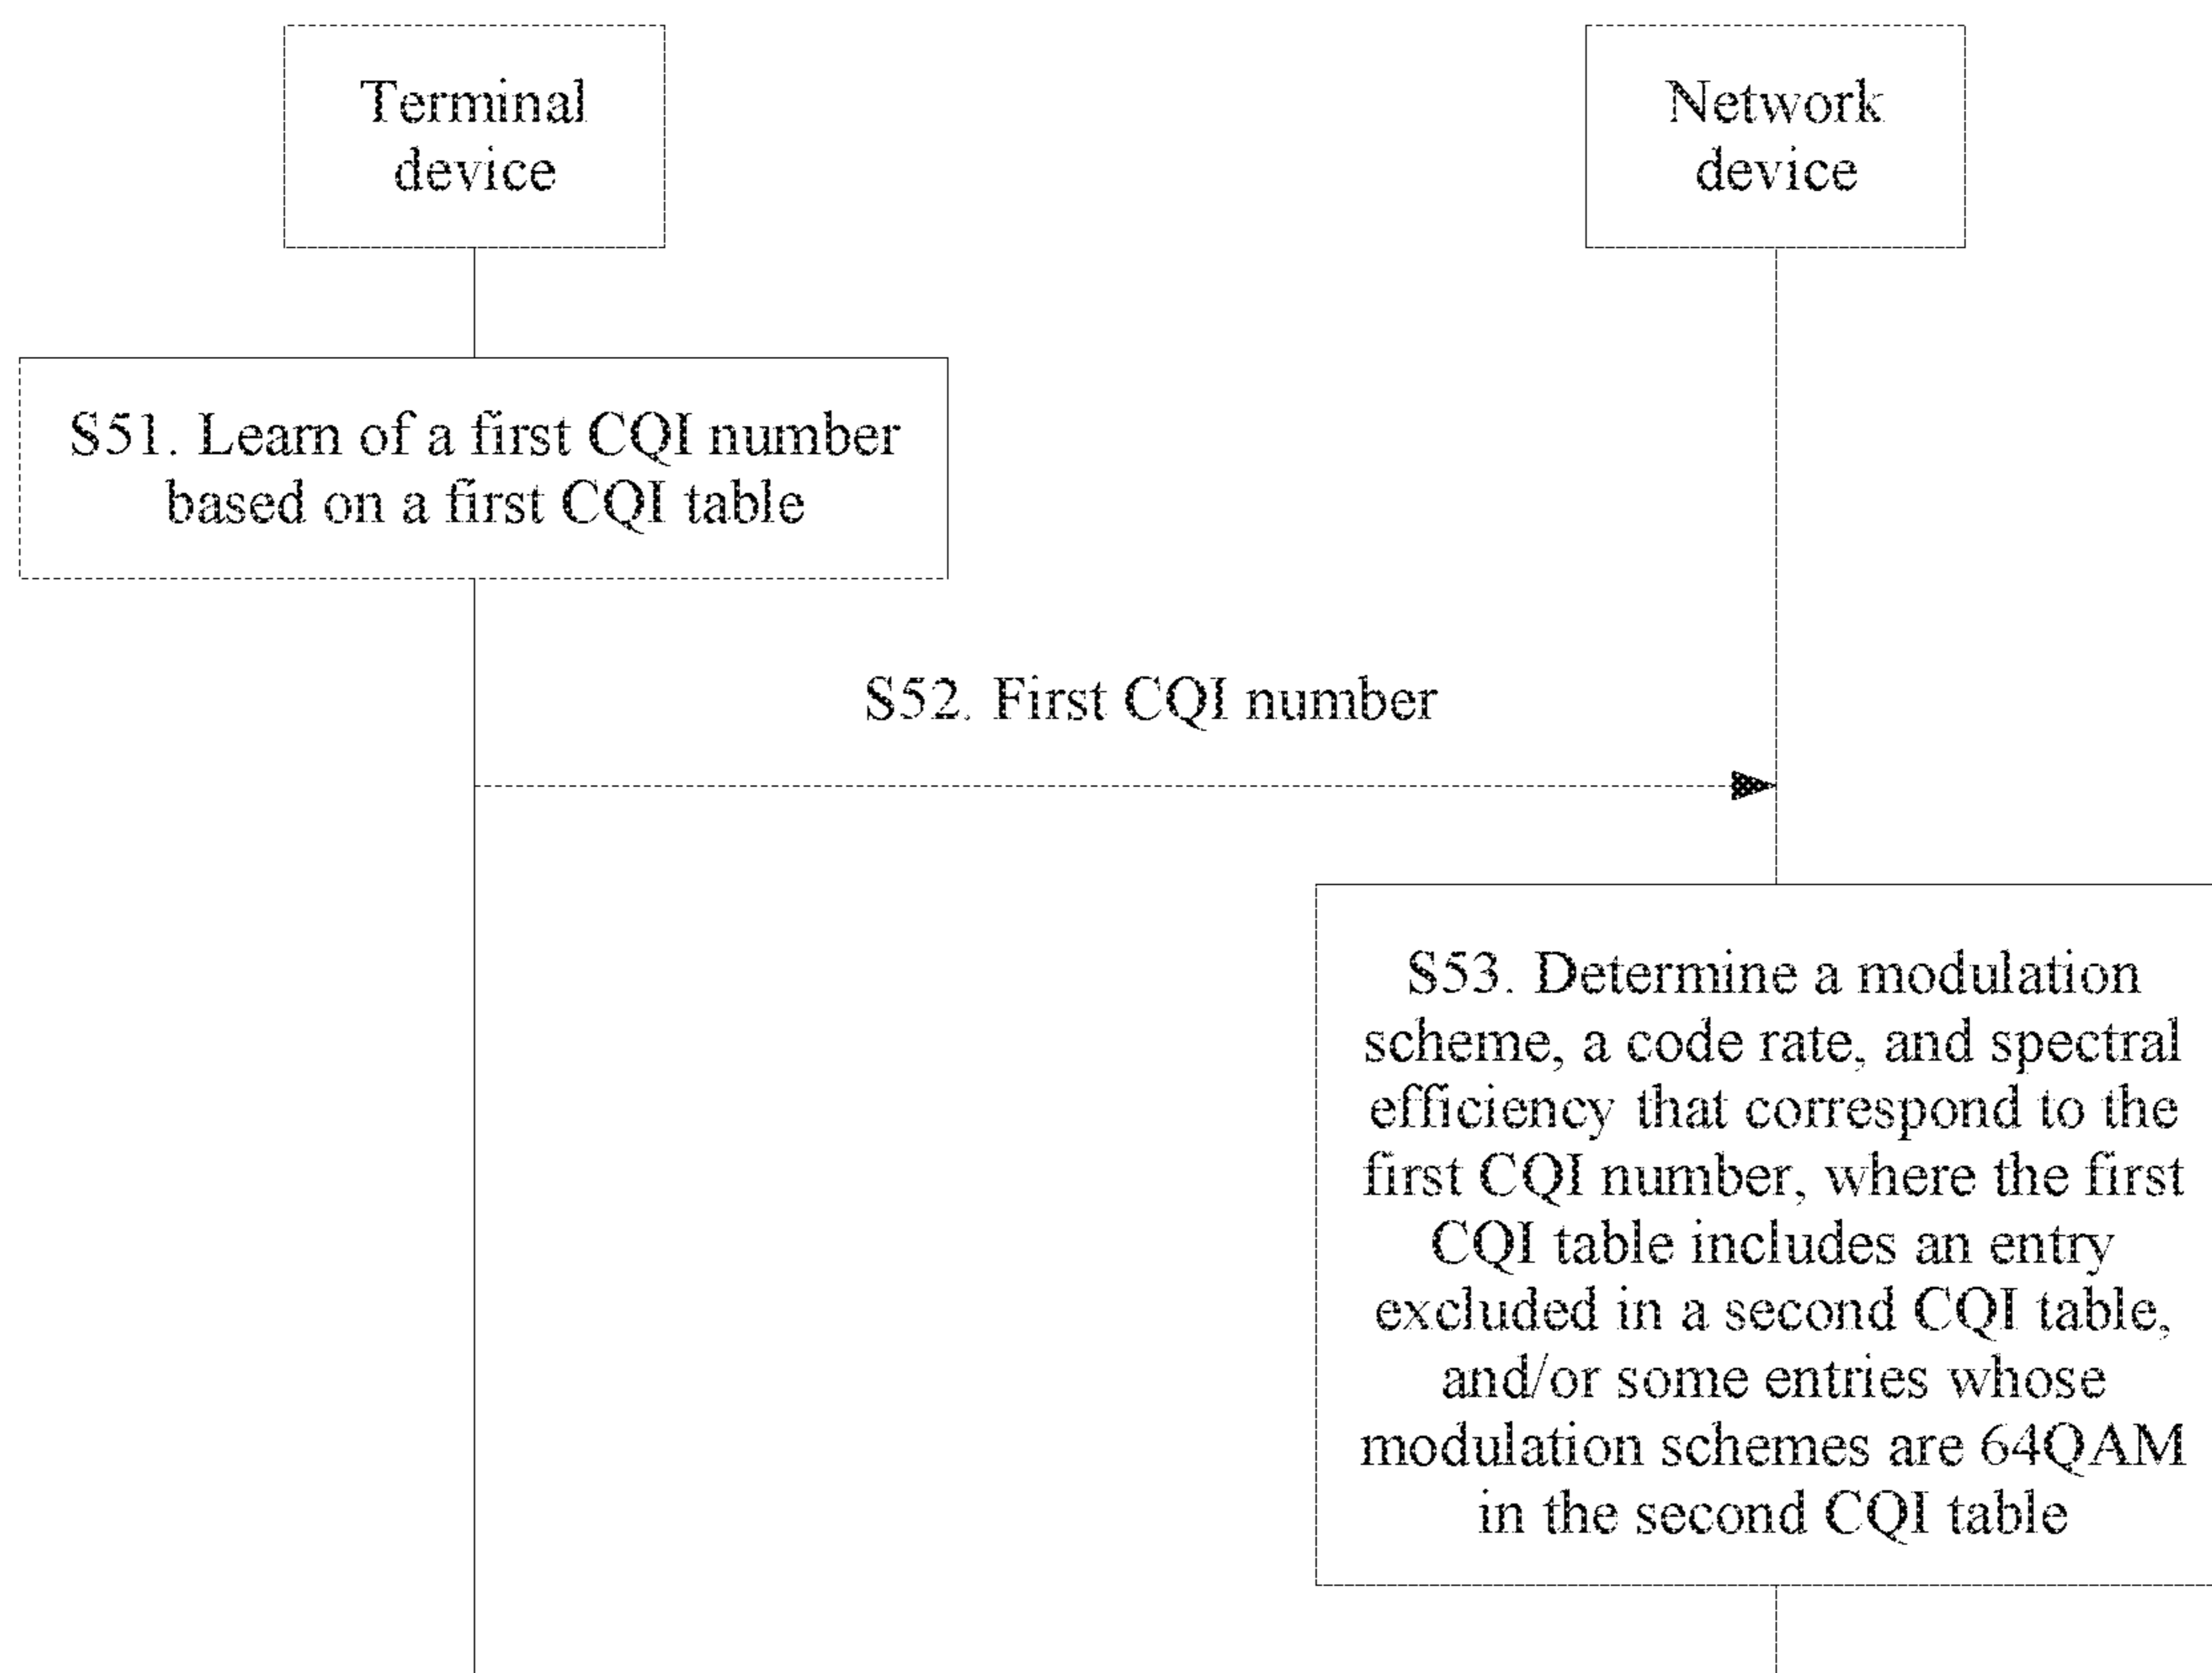 Terminal
device
Network
device
S51. Learn of a first CQI number
based on a first CQI table
S52. First CQI number
S53. Determine a modulation
scheme, a code rate, and spectral
efficiency that correspond to the
first CQI number, where the first
CQI table includes an entry
excluded in a second CQI table,
and/or some entries whose
modulation schemes are 64QAM
in the second CQI table